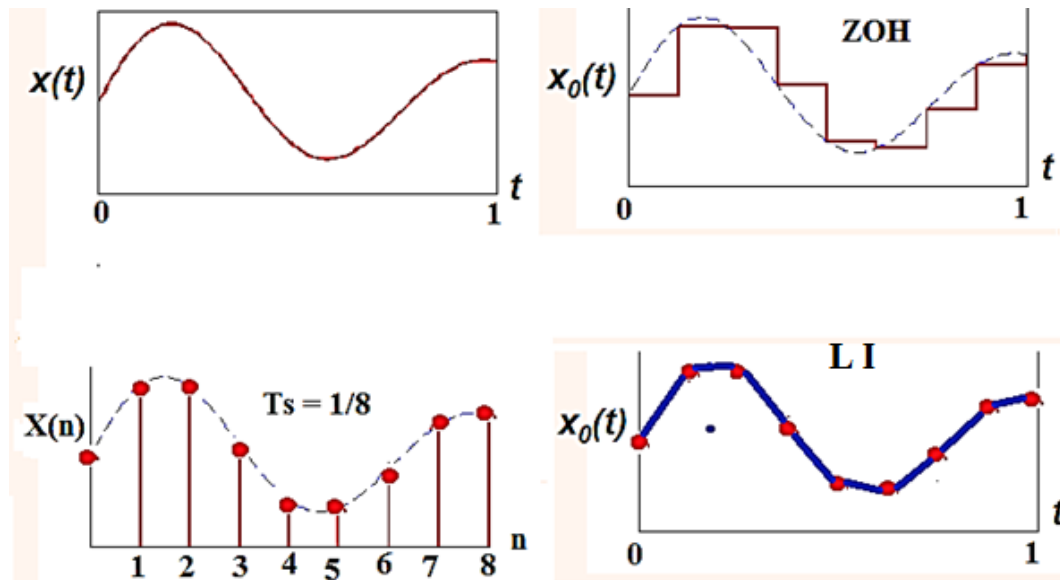 x(t)
t
0 1
ZOH
x₀(t)
t
0 1
X(n)
Ts = 1/8
n
1 2 3 4 5 6 7 8
L I
x₀(t)
t
0 1